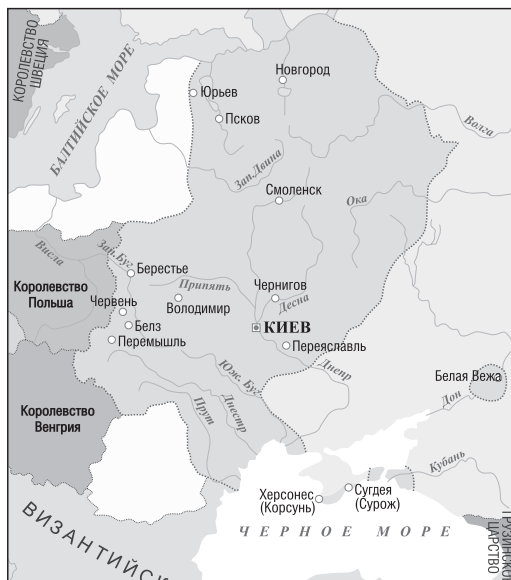 КОРОЛЕВСТВО
ШВЕЦИЯ
БАЛТИЙСКОЕ МОРЕ
Новгород
Юрьев
Псков
Волга
Зап. Двина
Смоленск
Ока
Висла
Зап. Буг
Берестье
Королевство
Польша
Припять
Чернигов
Десна
Червень
Володимир
Белз
КИЕВ
Перемышль
Переяславль
Днепр
Юж. Буг
Белая Вежа
Королевство
Венгрия
Прут
Днестр
Дон
Кубань
Херсонес
(Корсунь)
Сугдея
(Сурож)
ВИЗАНТИЙСК
ЧЕРНОЕ МОРЕ
ГРУЗИНСКОЕ
ЦАРСТВО